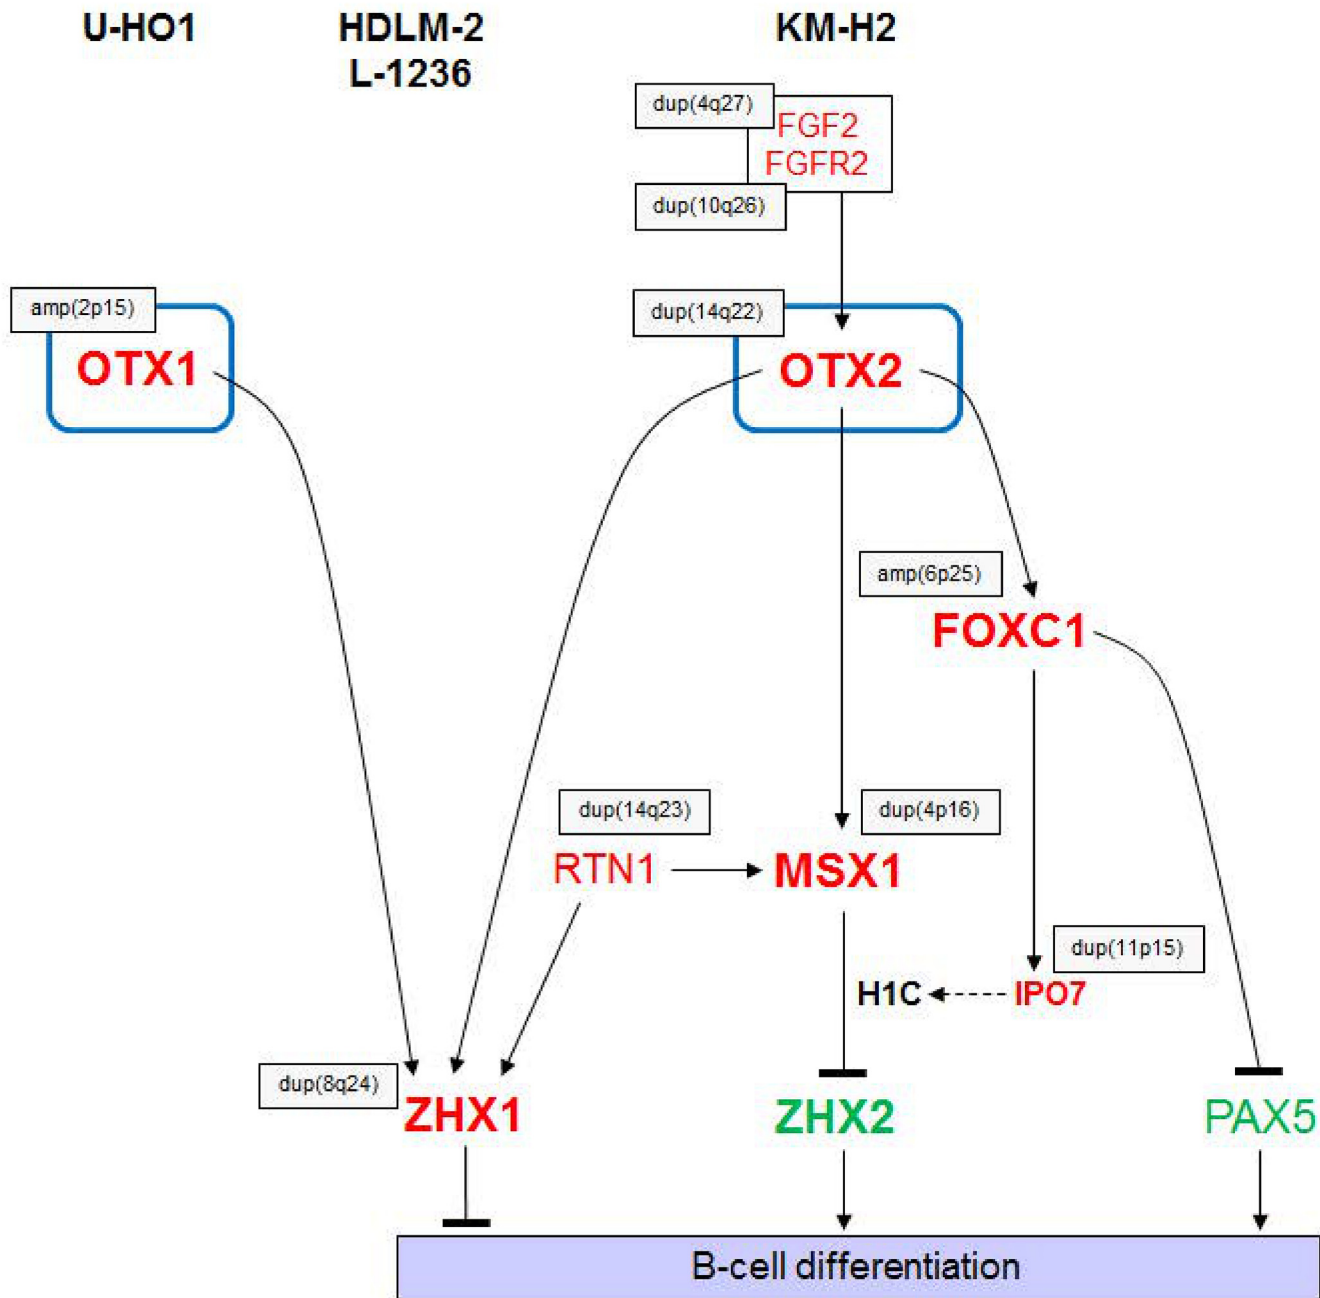 U-HO1
HDLM-2
L-1236
KM-H2
dup(4q27)
FGF2
FGFR2
dup(10q26)
amp(2p15)
OTX1
dup(14q22)
OTX2
amp(6p25)
FOXC1
dup(14q23)
RTN1
dup(4p16)
MSX1
dup(11p15)
H1C
IPO7
dup(8q24)
ZHX1
ZHX2
PAX5
B-cell differentiation